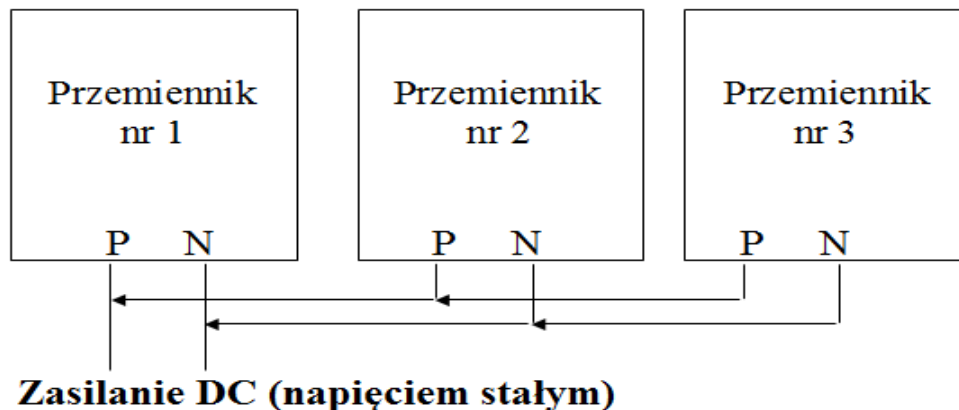 Przemiennik
nr 1
Przemiennik
nr 2
Przemiennik
nr 3
P N
P N
P N
Zasilanie DC (napięciem stałym)